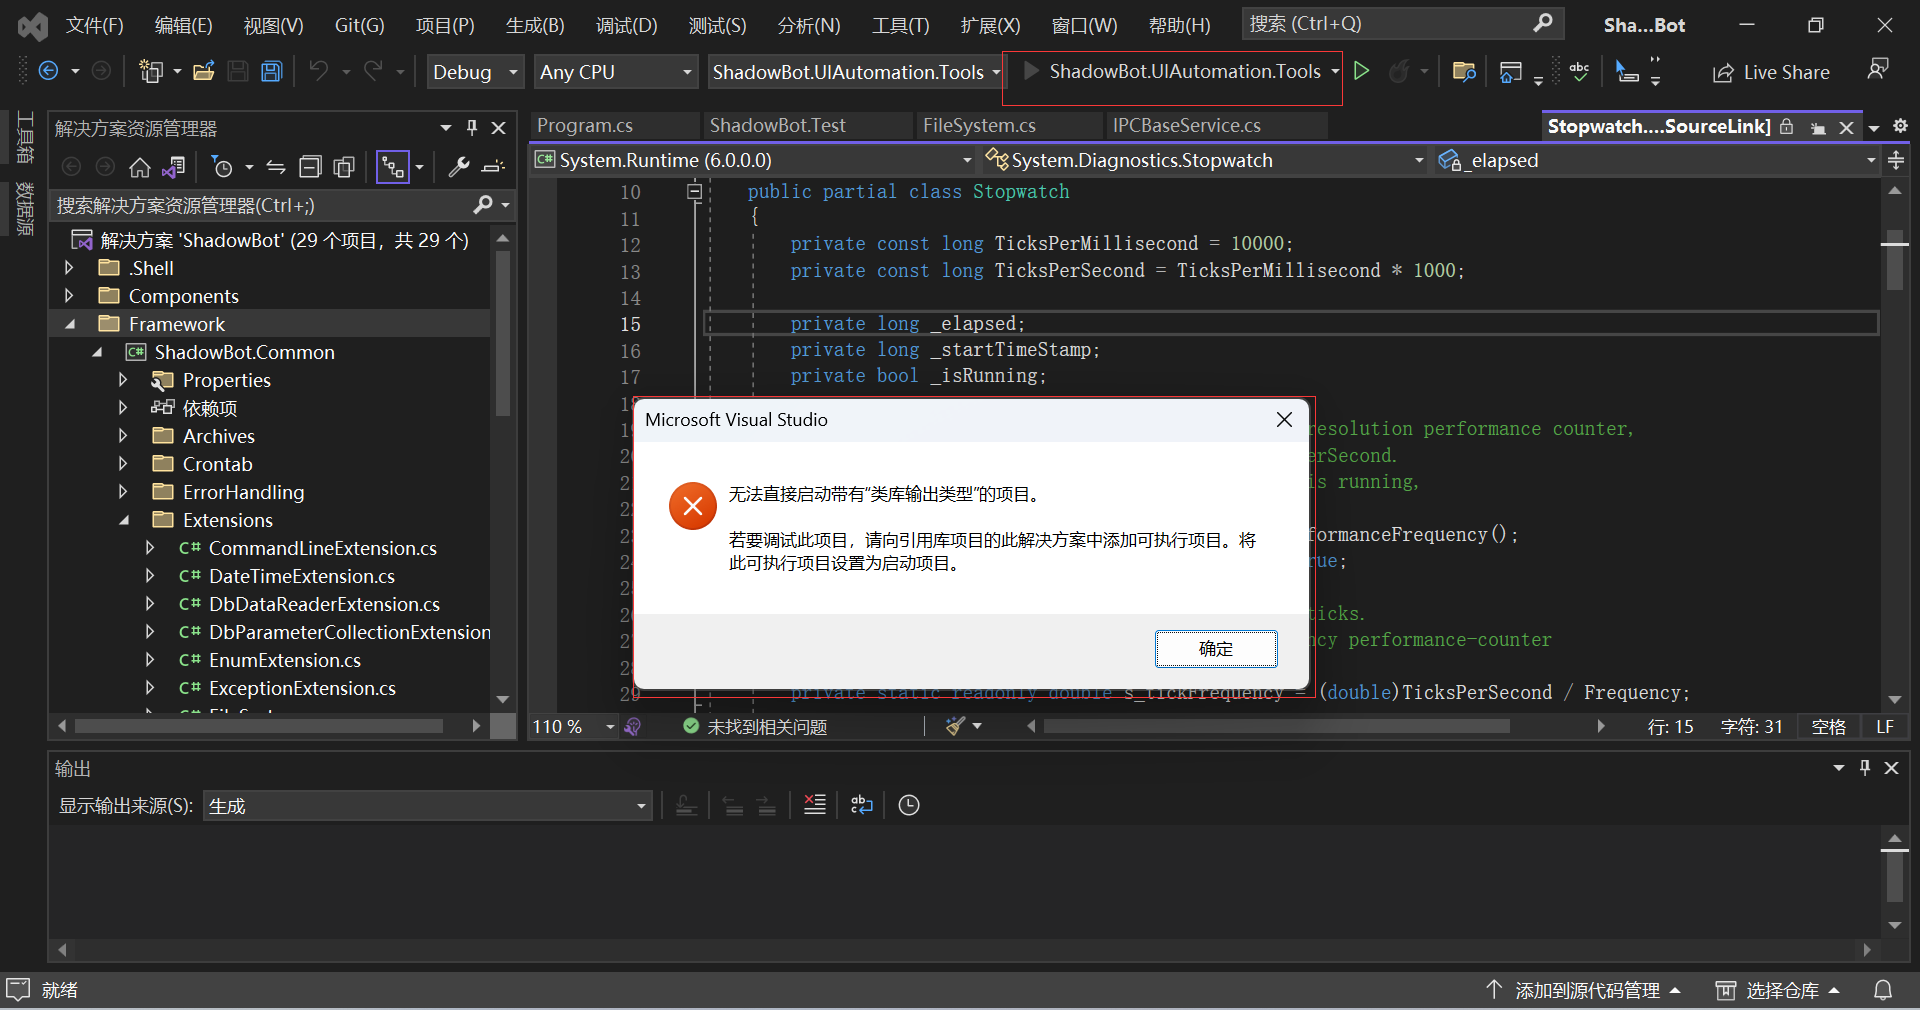 文件(F) 编辑(E) 视图(V) Git(G) 项目(P) 生成(B) 调试(D) 测试(S) 分析(N) 工具(T) 扩展(X) 窗口(W) 帮助(H) 搜索 (Ctrl+Q) Sha...Bot
Debug Any CPU ShadowBot.UIAutomation.Tools ShadowBot.UIAutomation.Tools Live Share
工具箱
数据源
解决方案资源管理器
搜索解决方案资源管理器(Ctrl+;)
解决方案 'ShadowBot' (29 个项目，共 29 个)
.Shell
Components
Framework
ShadowBot.Common
Properties
依赖项
Archives
Crontab
ErrorHandling
Extensions
C# CommandLineExtension.cs
C# DateTimeExtension.cs
C# DbDataReaderExtension.cs
C# DbParameterCollectionExtension
C# EnumExtension.cs
C# ExceptionExtension.cs
Program.cs ShadowBot.Test FileSystem.cs IPCBaseService.cs Stopwatch....SourceLink]
C# System.Runtime (6.0.0.0) System.Diagnostics.Stopwatch _elapsed
10 public partial class Stopwatch
11 {
12 private const long TicksPerMillisecond = 10000;
13 private const long TicksPerSecond = TicksPerMillisecond * 1000;
14
15 private long _elapsed;
16 private long _startTimeStamp;
17 private bool _isRunning;
resolution performance counter,
rSecond.
is running,
formanceFrequency();
rue;
ticks.
ncy performance-counter
29 private static readonly double s_tickFrequency = (double)TicksPerSecond / Frequency;
Microsoft Visual Studio
无法直接启动带有“类库输出类型”的项目。
若要调试此项目，请向引用库项目的此解决方案中添加可执行项目。将
此可执行项目设置为启动项目。
确定
110 % 未找到相关问题 行: 15 字符: 31 空格 LF
输出
显示输出来源(S): 生成
就绪 添加到源代码管理 选择仓库